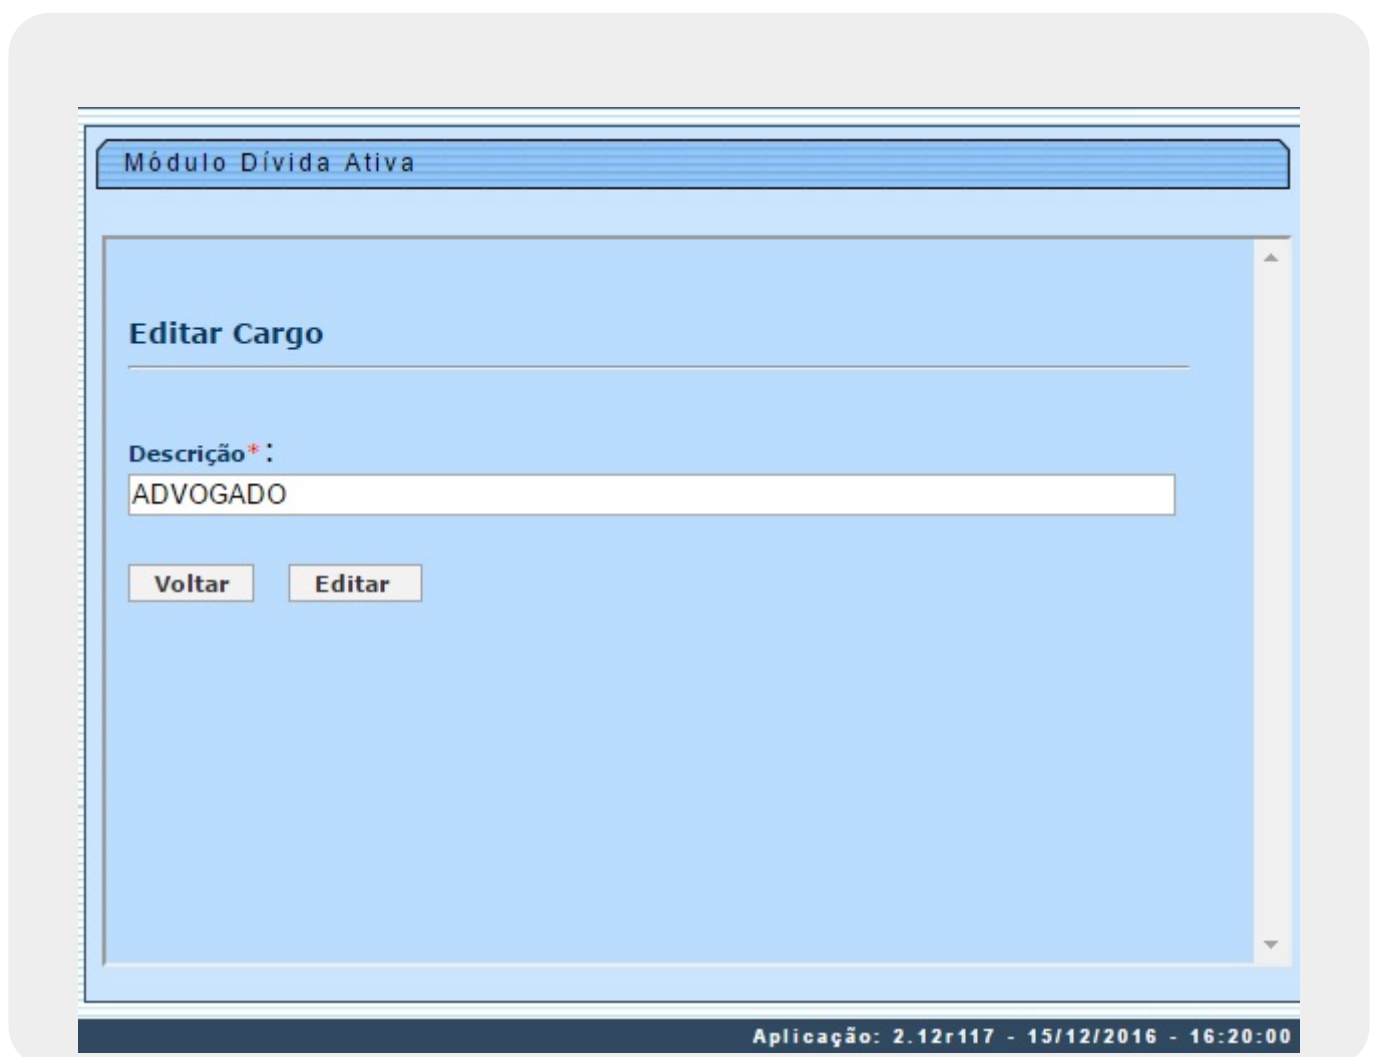 Módulo Dívida Ativa
Editar Cargo
Descrição*:
ADVOGADO
Voltar Editar
Aplicação: 2.12r117 - 15/12/2016 - 16:20:00